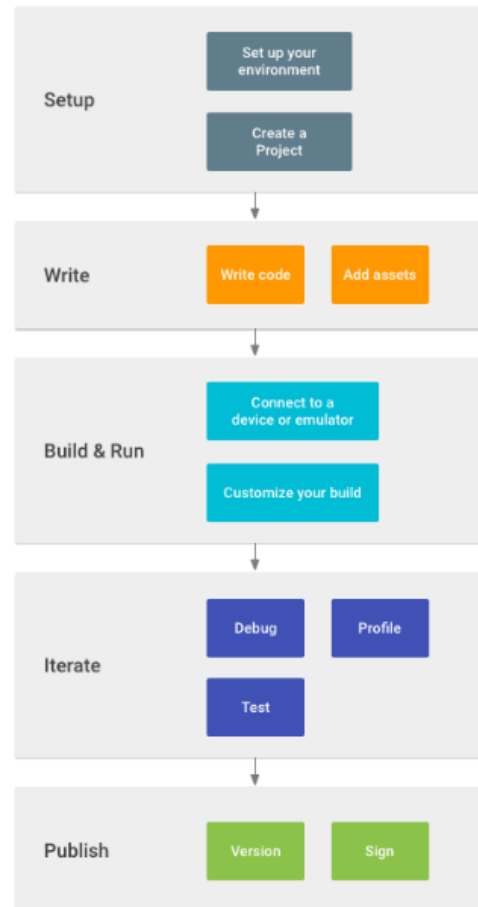 Setup
Set up your
environment
Create a
Project
Write
Write code
Add assets
Build & Run
Connect to a
device or emulator
Customize your build
Iterate
Debug
Profile
Test
Publish
Version
Sign